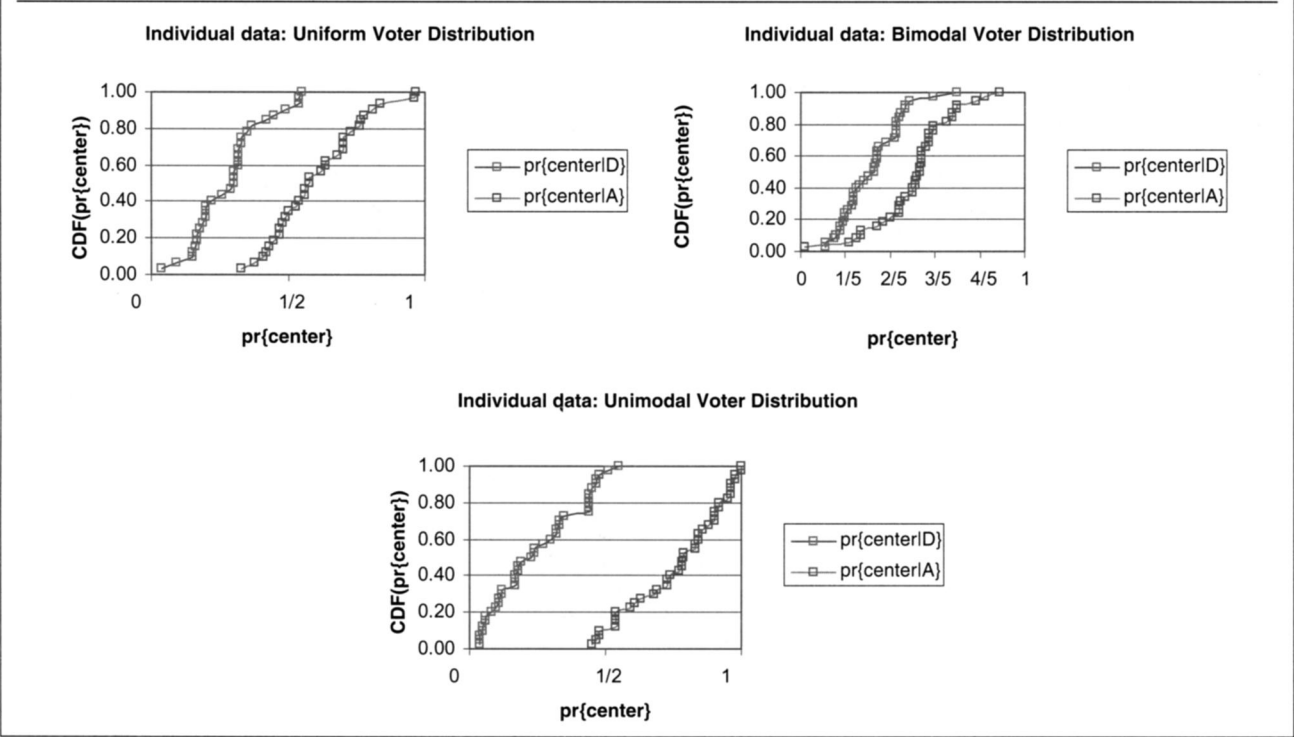 Individual data: Uniform Voter Distribution
CDF(pr{center})
1.00
0.80
0.60
0.40
0.20
0.00
0 1/2 1
pr{center}
pr{center|D}
pr{center|A}
Individual data: Bimodal Voter Distribution
CDF(pr{center})
1.00
0.80
0.60
0.40
0.20
0.00
0 1/5 2/5 3/5 4/5 1
pr{center}
pr{center|D}
pr{center|A}
Individual data: Unimodal Voter Distribution
CDF(pr{center})
1.00
0.80
0.60
0.40
0.20
0.00
0 1/2 1
pr{center}
pr{center|D}
pr{center|A}